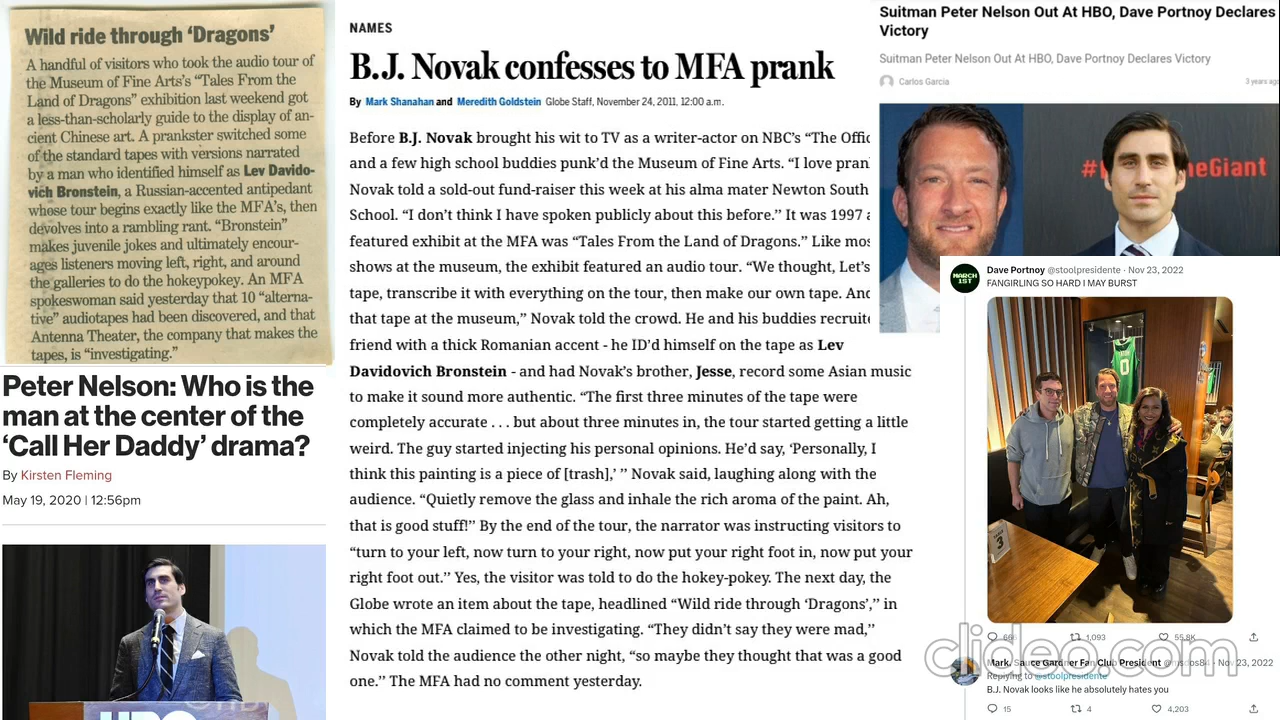 Wild ride through ‘Dragons’
A handful of visitors who took the audio tour of
the Museum of Fine Arts’s “Tales From the
Land of Dragons” exhibition last weekend got
a less-than-scholarly guide to the display of an-
cient Chinese art. A prankster switched some
of the standard tapes with versions narrated
by a man who identified himself as Lev Davido-
vich Bronstein, a Russian-accented antipedant
whose tour begins exactly like the MFA’s, then
devolves into a rambling rant. “Bronstein”
makes juvenile jokes and ultimately encour-
ages listeners moving left, right, and around
the galleries to do the hokeypokey. An MFA
spokeswoman said yesterday that 10 “alterna-
tive” audiotapes had been discovered, and that
Antenna Theater, the company that makes the
tapes, is “investigating.”
Peter Nelson: Who is the
man at the center of the
‘Call Her Daddy’ drama?
By Kirsten Fleming
May 19, 2020 | 12:56pm
HBO
NAMES
B.J. Novak confesses to MFA prank
By Mark Shanahan and Meredith Goldstein Globe Staff, November 24, 2011, 12:00 a.m.
Before B.J. Novak brought his wit to TV as a writer-actor on NBC’s “The Offic
and a few high school buddies punk’d the Museum of Fine Arts. “I love pran
Novak told a sold-out fund-raiser this week at his alma mater Newton South
School. “I don’t think I have spoken publicly about this before.’’ It was 1997 a
featured exhibit at the MFA was “Tales From the Land of Dragons.” Like mos
shows at the museum, the exhibit featured an audio tour. “We thought, Let’s
tape, transcribe it with everything on the tour, then make our own tape. And
that tape at the museum,” Novak told the crowd. He and his buddies recruite
friend with a thick Romanian accent - he ID’d himself on the tape as Lev
Davidovich Bronstein - and had Novak’s brother, Jesse, record some Asian music
to make it sound more authentic. “The first three minutes of the tape were
completely accurate . . . but about three minutes in, the tour started getting a little
weird. The guy started injecting his personal opinions. He’d say, ‘Personally, I
think this painting is a piece of [trash],’ ’’ Novak said, laughing along with the
audience. “Quietly remove the glass and inhale the rich aroma of the paint. Ah,
that is good stuff!’’ By the end of the tour, the narrator was instructing visitors to
“turn to your left, now turn to your right, now put your right foot in, now put your
right foot out.’’ Yes, the visitor was told to do the hokey-pokey. The next day, the
Globe wrote an item about the tape, headlined “Wild ride through ‘Dragons’,’’ in
which the MFA claimed to be investigating. “They didn’t say they were mad,’’
Novak told the audience the other night, “so maybe they thought that was a good
one.’’ The MFA had no comment yesterday.
Suitman Peter Nelson Out At HBO, Dave Portnoy Declares
Victory
Suitman Peter Nelson Out At HBO, Dave Portnoy Declares Victory
Carlos Garcia 3 years ago
Dave Portnoy @stoolpresidente · Nov 23, 2022
MARCH
1ST
FANGIRLING SO HARD I MAY BURST
0
3
1,093 55.8K
clideo.com
Mark, Sauce Gardner Fan Club President · Nov 23, 2022
Replying to @stoolpresidente
B.J. Novak looks like he absolutely hates you
15 4 4,203